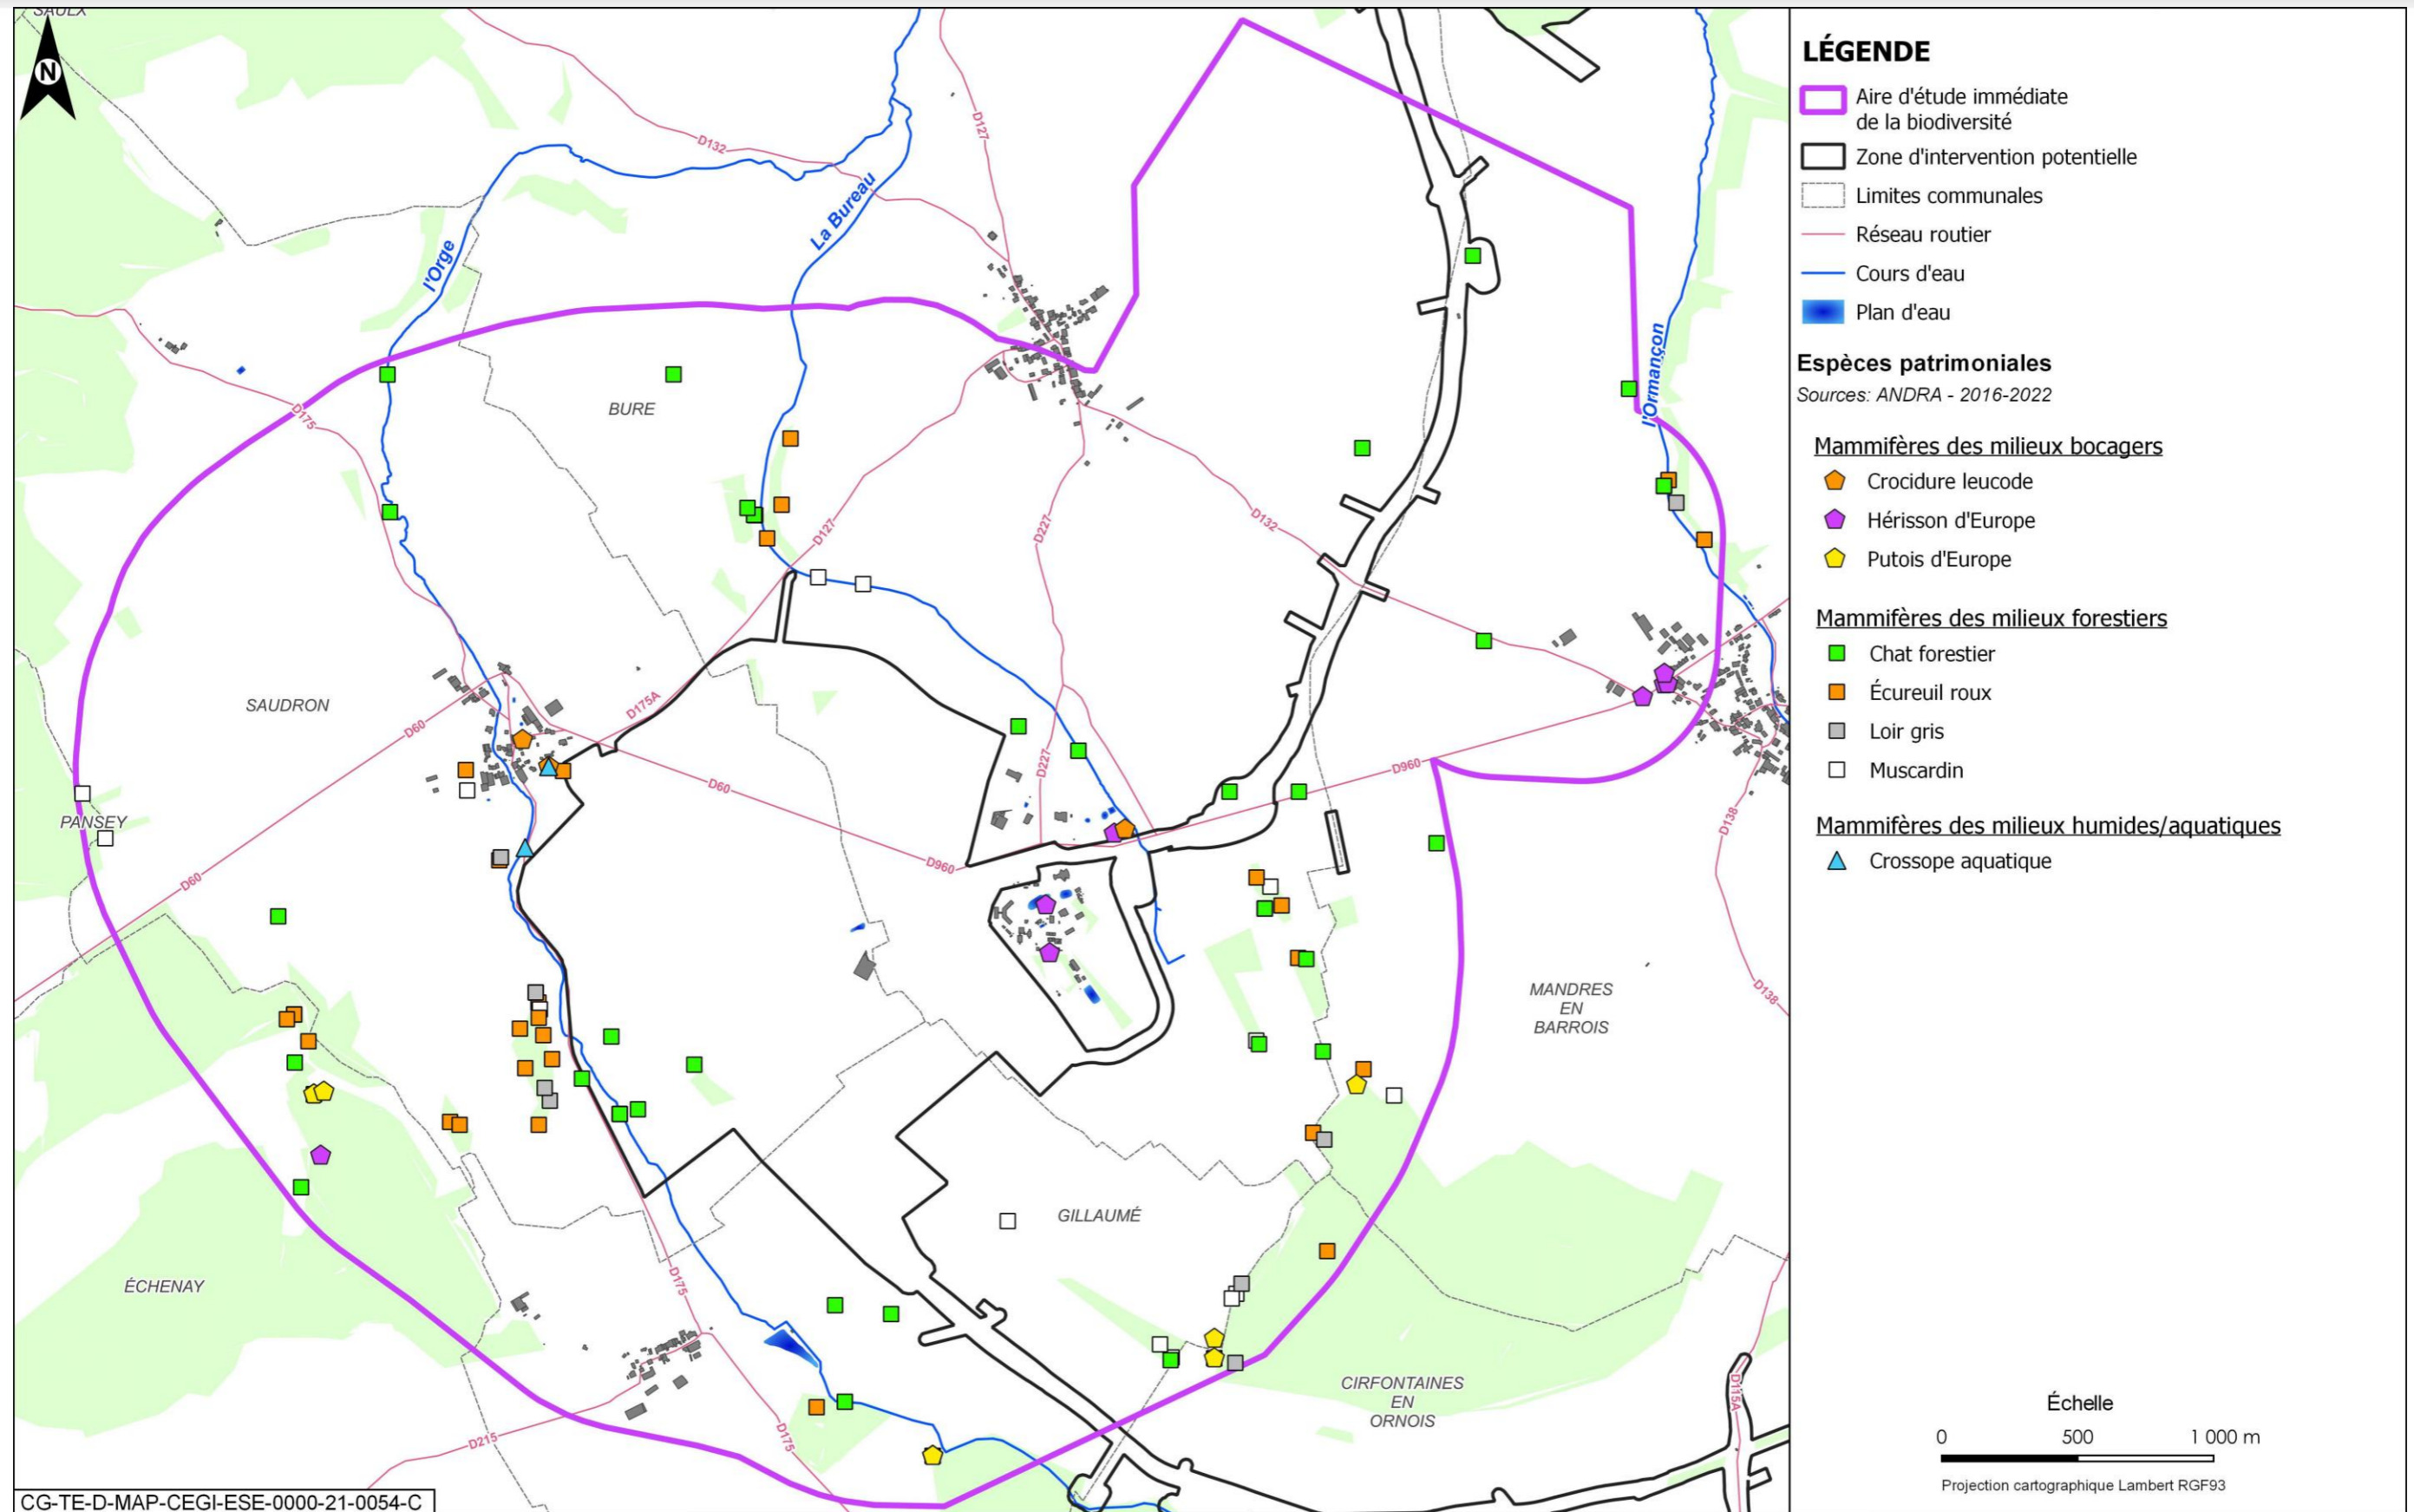 SAULX
N
D132
D127
La Bureau
l'Orge
l'Ormançon
D175
BURE
D127
D227
D132
SAUDRON
D175A
D60
D60
D227
D960
D960
PANSEY
D60
D138
D138
MANDRES
EN
BARROIS
GILLAUMÉ
ÉCHENAY
D175
CIRFONTAINES
EN
ORNOIS
D215
D175
D115A
CG-TE-D-MAP-CEGI-ESE-0000-21-0054-C
LÉGENDE
Aire d'étude immédiate
de la biodiversité
Zone d'intervention potentielle
Limites communales
Réseau routier
Cours d'eau
Plan d'eau
Espèces patrimoniales
Sources: ANDRA - 2016-2022
Mammifères des milieux bocagers
Crocidure leucode
Hérisson d'Europe
Putois d'Europe
Mammifères des milieux forestiers
Chat forestier
Écureuil roux
Loir gris
Muscardin
Mammifères des milieux humides/aquatiques
Crossope aquatique
Échelle
0 500 1 000 m
Projection cartographique Lambert RGF93